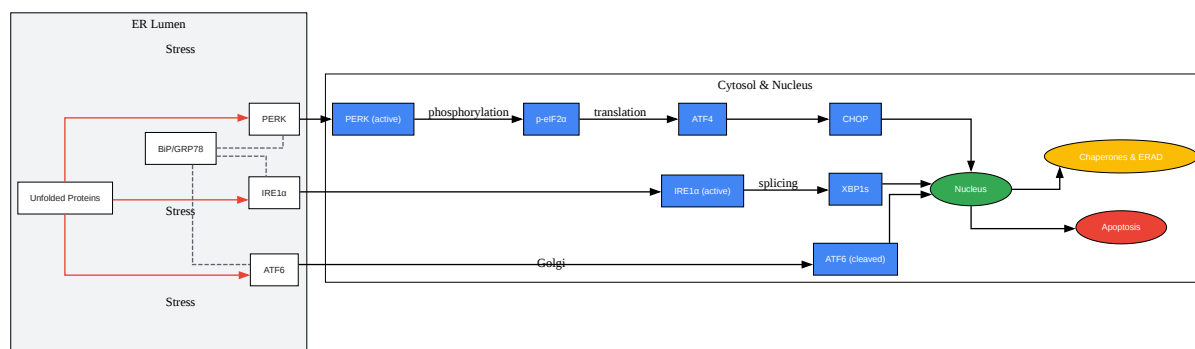 ER Lumen
Stress
Cytosol & Nucleus
PERK
PERK (active)
phosphorylation
p-eIF2α
translation
ATF4
CHOP
BiP/GRP78
Chaperones & ERAD
Unfolded Proteins
Stress
IRE1α
IRE1α (active)
splicing
XBP1s
Nucleus
Apoptosis
ATF6
Golgi
ATF6 (cleaved)
Stress